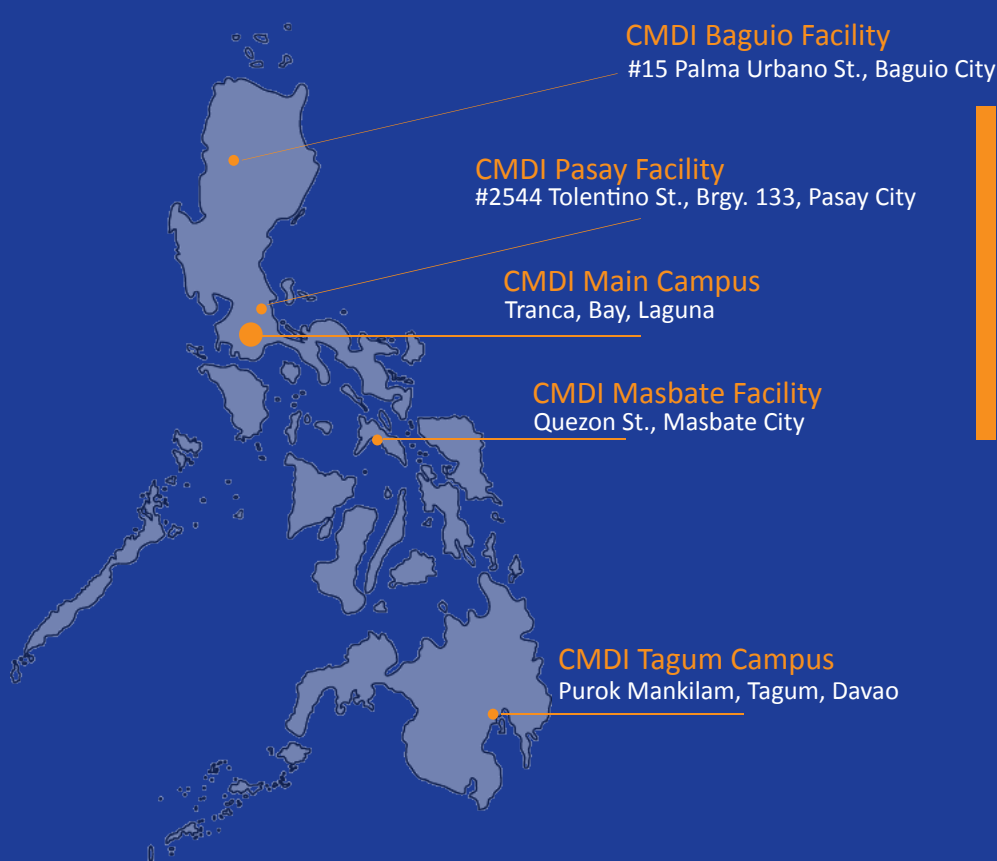 CMDI Baguio Facility
#15 Palma Urbano St., Baguio City
CMDI Pasay Facility
#2544 Tolentino St., Brgy. 133, Pasay City
CMDI Main Campus
Tranca, Bay, Laguna
CMDI Masbate Facility
Quezon St., Masbate City
CMDI Tagum Campus
Purok Mankilam, Tagum, Davao